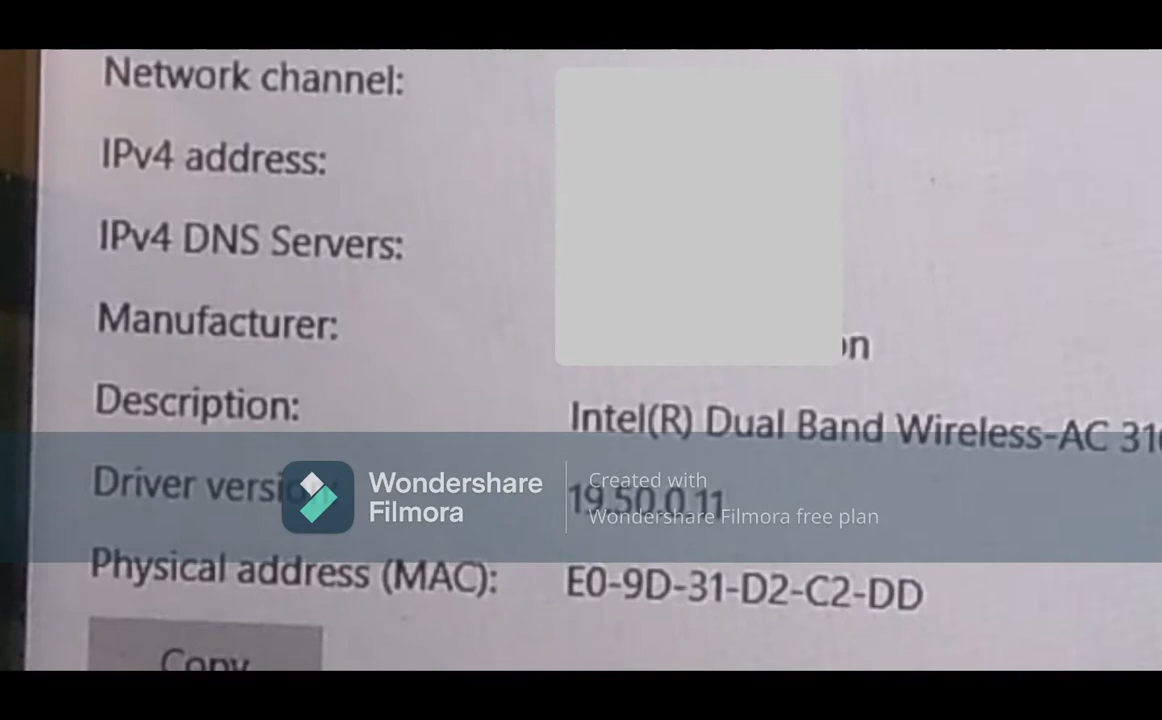 Network channel:
IPv4 address:
IPv4 DNS Servers:
Manufacturer:
Description: Intel(R) Dual Band Wireless-AC
Driver 19.50.0.11
Wondershare Filmora
Created with
Wondershare Filmora free plan
Physical address (MAC): E0-9D-31-D2-C2-DD
Copy